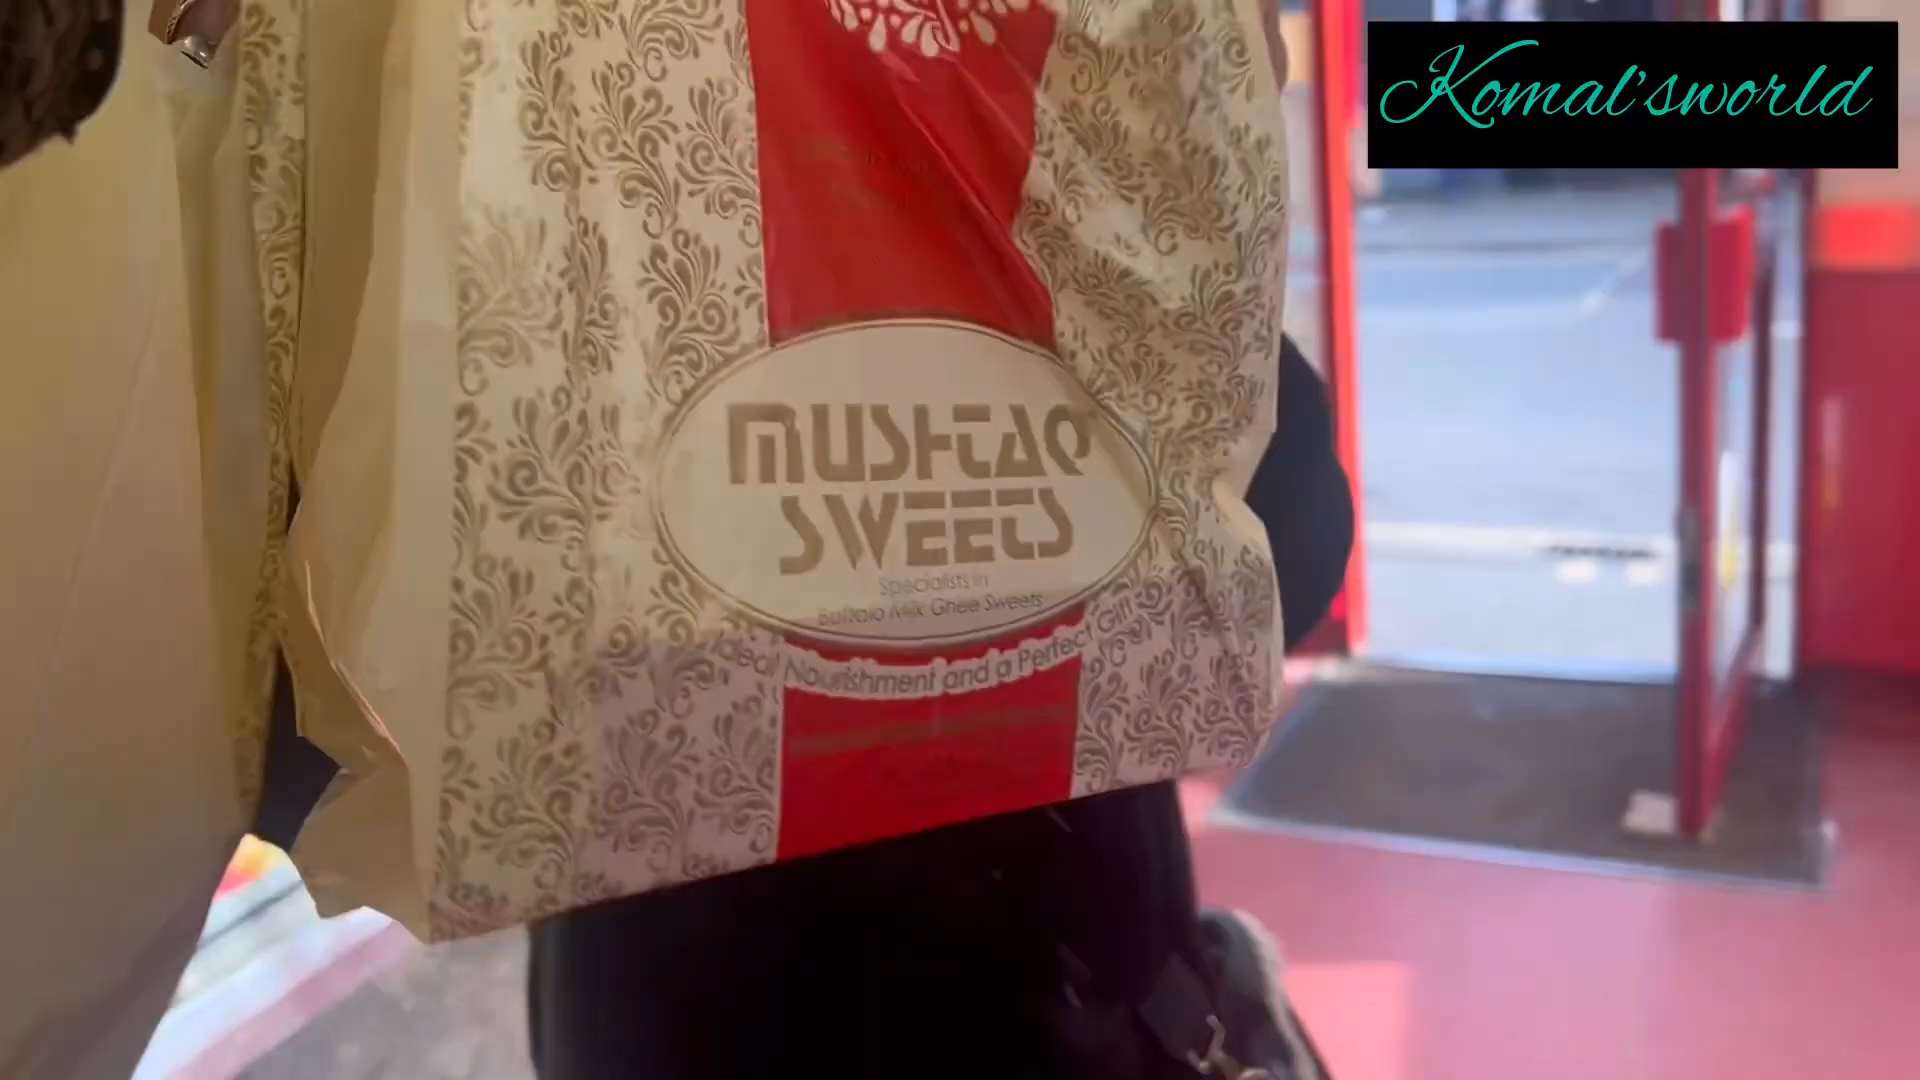 Komal'sworld
MUSHTAQ
SWEETS
Specialists in
Buffalo Milk Ghee Sweets
Ideal Nourishment and a Perfect Gift